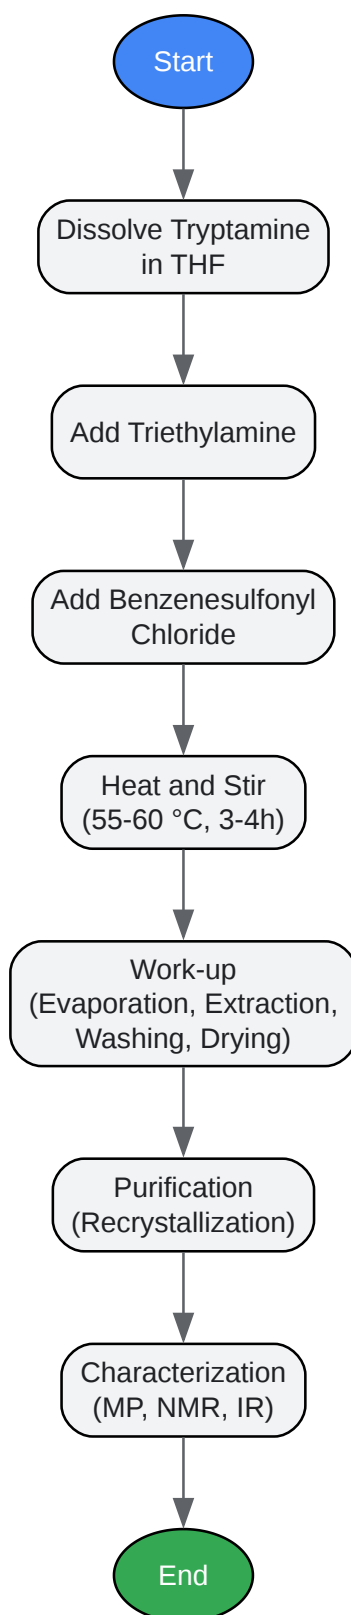 Start
Dissolve Tryptamine
in THF
Add Triethylamine
Add Benzenesulfonyl
Chloride
Heat and Stir
(55-60 °C, 3-4h)
Work-up
(Evaporation, Extraction,
Washing, Drying)
Purification
(Recrystallization)
Characterization
(MP, NMR, IR)
End